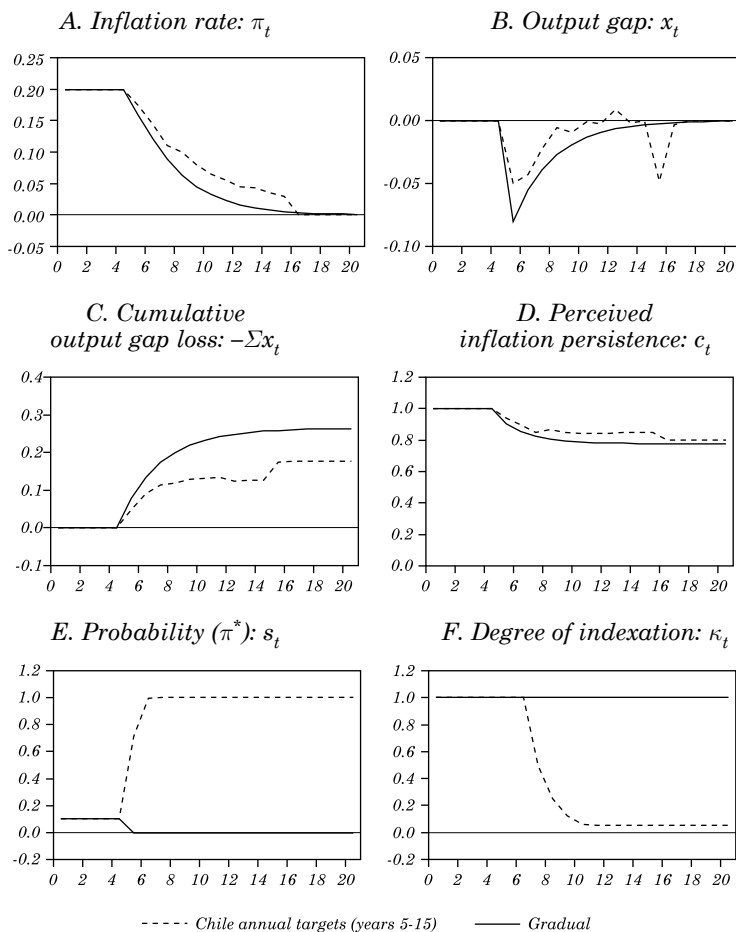 A. Inflation rate: πt
B. Output gap: xt
0.25
0.20
0.15
0.10
0.05
0.00
-0.05
0 2 4 6 8 10 12 14 16 18 20
0.05
0.00
-0.05
-0.10
0 2 4 6 8 10 12 14 16 18 20
C. Cumulative
output gap loss: –Σxt
D. Perceived
inflation persistence: ct
0.4
0.3
0.2
0.1
0.0
-0.1
0 2 4 6 8 10 12 14 16 18 20
1.2
1.0
0.8
0.6
0.4
0.2
0.0
0 2 4 6 8 10 12 14 16 18 20
E. Probability (π*): st
F. Degree of indexation: κt
1.2
1.0
0.8
0.6
0.4
0.2
0.0
-0.2
0 2 4 6 8 10 12 14 16 18 20
1.2
1.0
0.8
0.6
0.4
0.2
0.0
-0.2
0 2 4 6 8 10 12 14 16 18 20
Chile annual targets (years 5-15)
Gradual